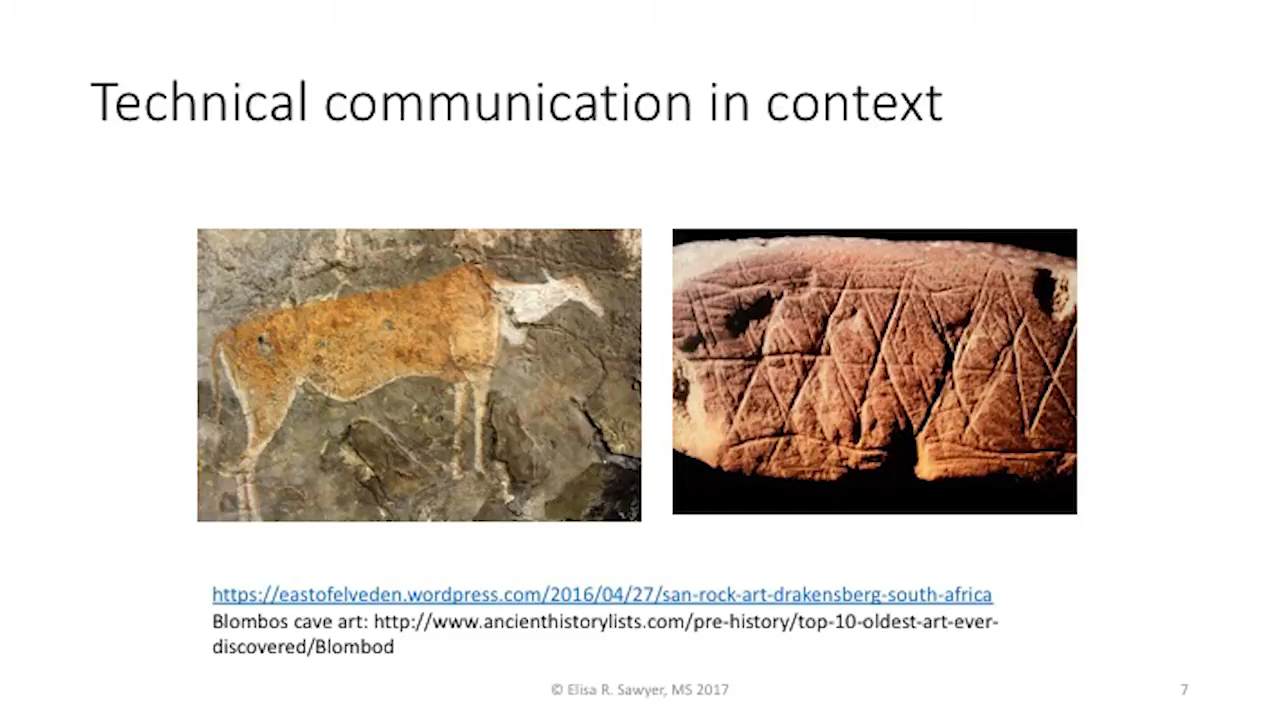 Technical communication in context
https://eastofelveden.wordpress.com/2016/04/27/san-rock-art-drakensberg-south-africa
Blombos cave art: http://www.ancienthistorylists.com/pre-history/top-10-oldest-art-ever-
discovered/Blombod
© Elisa R. Sawyer, MS 2017
7